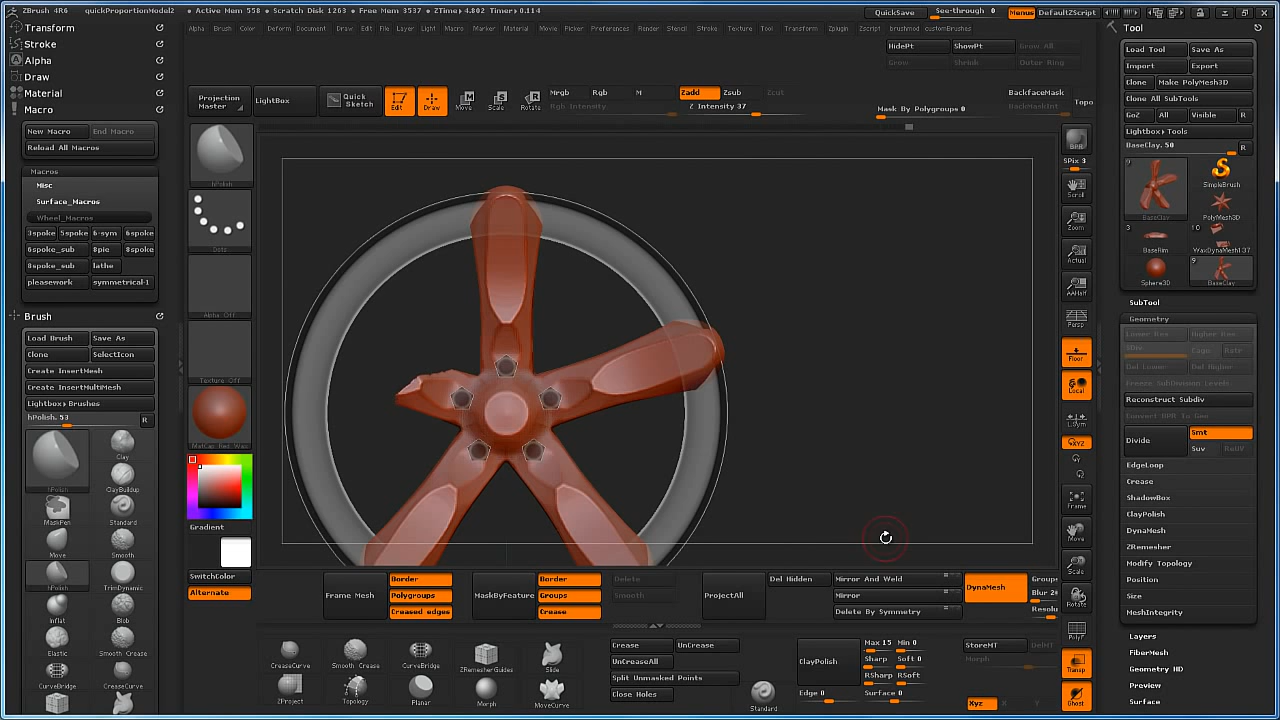 ZBrush 4R6 quickProportionModel2 • Active Mem 558 • Scratch Disk 1263 • Free Mem 3537 • ZTime▸4.802 Timer▸0.114 QuickSave See-through 0 Menus DefaultZScript
Alpha Brush Color Deform Document Draw Edit File Layer Light Macro Marker Material Movie Picker Preferences Render Stencil Stroke Texture Tool Transform Zplugin Zscript brushmod customBrushes
Transform
Stroke
Alpha
Draw
Material
Macro
New Macro End Macro
Reload All Macros
Macros
Misc
Surface_Macros
Wheel_Macros
3spoke 5spoke 6-sym 6spoke
6spoke_sub 8pie 8spoke
8spoke_sub lathe
pleasework symmetrical-1
Brush
Load Brush Save As
Clone SelectIcon
Create InsertMesh
Create InsertMultiMesh
Lightbox▸Brushes
hPolish. 53 R
hPolish Clay
ClayBuildup
MaskPen Standard
Move Smooth
hPolish TrimDynamic
Inflat Blob
Elastic Smooth Crease
CurveBridge CreaseCurve
HidePt ShowPt Grow All
Grow Shrink Outer Ring
Projection Master
LightBox
Quick Sketch
Edit Draw Move Scale Rotate
Mrgb Rgb M
Rgb Intensity
Zadd Zsub Zcut
Z Intensity 37
Mask By Polygroups 0
BackfaceMask
BackMaskInt
Topo
hPolish
Dots
Alpha Off
Texture Off
MatCap Red Wax
Gradient
SwitchColor
Alternate
BPR
SPix 3
Scroll
Zoom
Actual
AAHalf
Persp
Floor
Local
L.Sym
XYZ
Frame
Move
Scale
Rotate
PolyF
Transp
Ghost
Frame Mesh
Border
Polygroups
Creased edges
MaskByFeature
Border
Groups
Crease
Delete
Smooth
ProjectAll
Del Hidden
Mirror And Weld
Mirror
Delete By Symmetry
DynaMesh
Groups
Blur 2
Resolu
CreaseCurve Smooth Crease CurveBridge ZRemesherGuides Slide
ZProject Topology Planar Morph MoveCurve
Crease UnCrease
UnCreaseAll
Split Unmasked Points
Close Holes
Standard
ClayPolish
Max 15 Min 0
Sharp Soft 0
RSharp RSoft
Edge 0 Surface 0
StoreMT DelMT
Morph
Xyz X Y
Tool
Load Tool Save As
Import Export
Clone Make PolyMesh3D
Clone All SubTools
GoZ All Visible R
Lightbox▸Tools
BaseClay. 50 R
9
BaseClay SimpleBrush
PolyMesh3D
3 10
BaseRim WaxDynaMesh1_37
9
Sphere3D BaseClay
SubTool
Geometry
Lower Res Higher Res
SDiv Cage Rstr
Del Lower Del Higher
Freeze SubDivision Levels
Reconstruct Subdiv
Convert BPR To Geo
Divide Smt
Suv ReUV
EdgeLoop
Crease
ShadowBox
ClayPolish
DynaMesh
ZRemesher
Modify Topology
Position
Size
MeshIntegrity
Layers
FiberMesh
Geometry HD
Preview
Surface